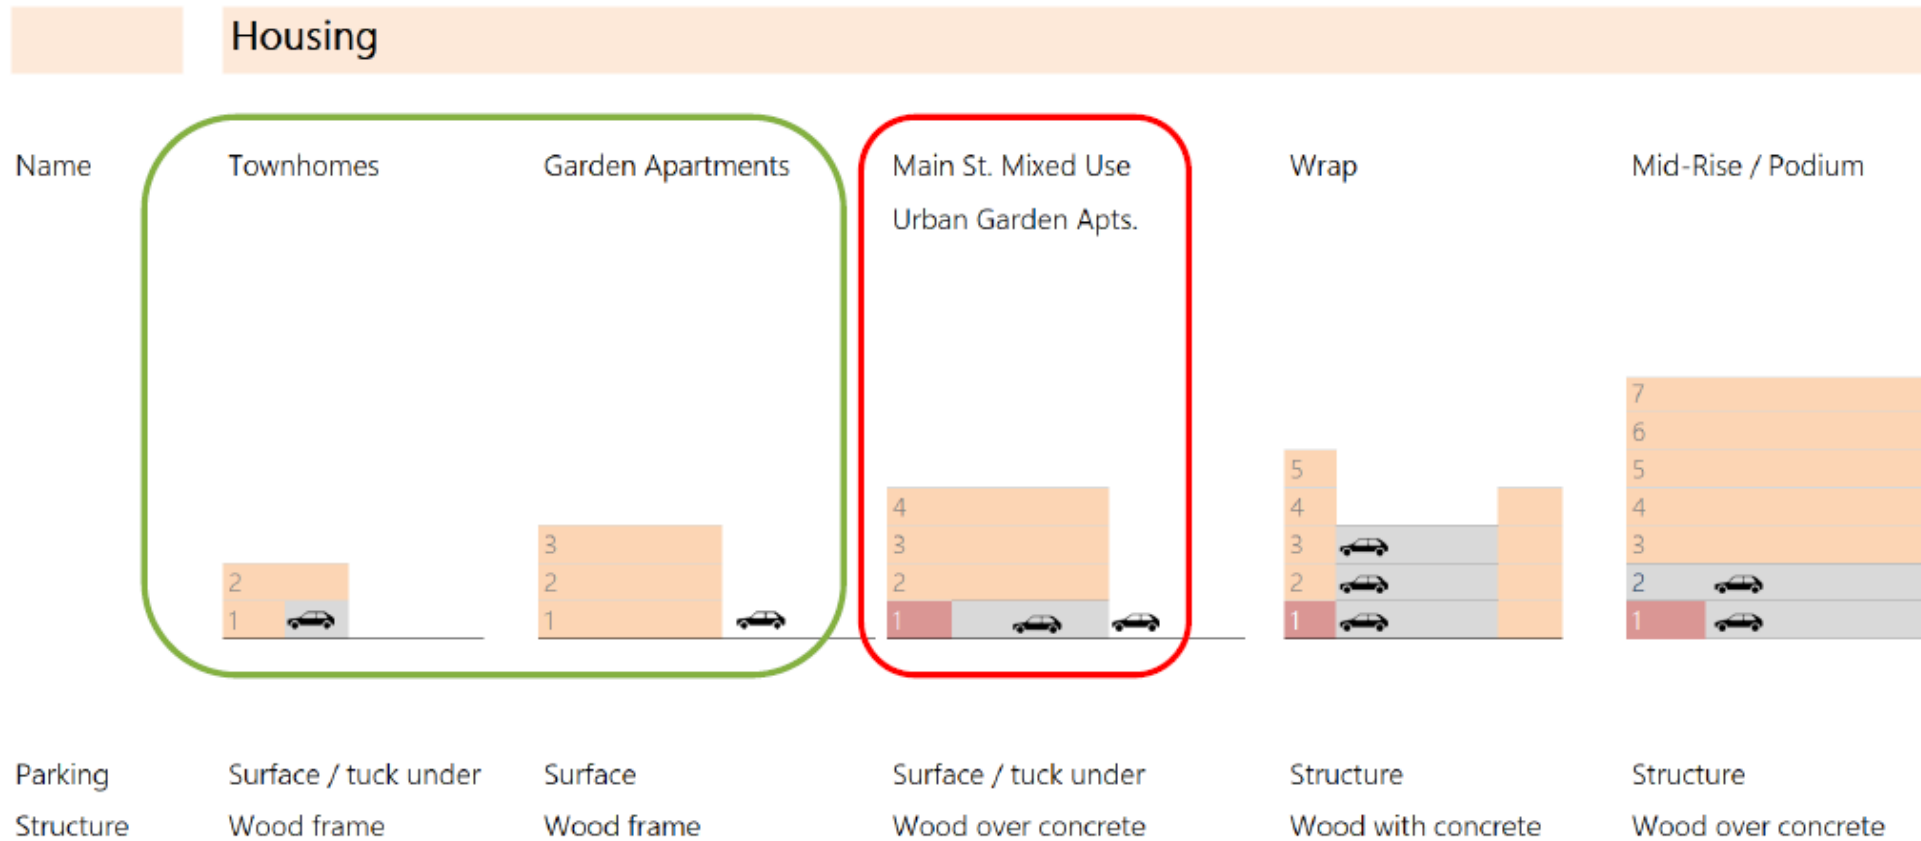 Housing
Name Townhomes Garden Apartments Main St. Mixed Use Wrap Mid-Rise / Podium
Urban Garden Apts.
7
6
5 5
4 4 4
3 3 3 3
2 2 2 2 2
1 1 1 1 1
Parking Surface / tuck under Surface Surface / tuck under Structure Structure
Structure Wood frame Wood frame Wood over concrete Wood with concrete Wood over concrete